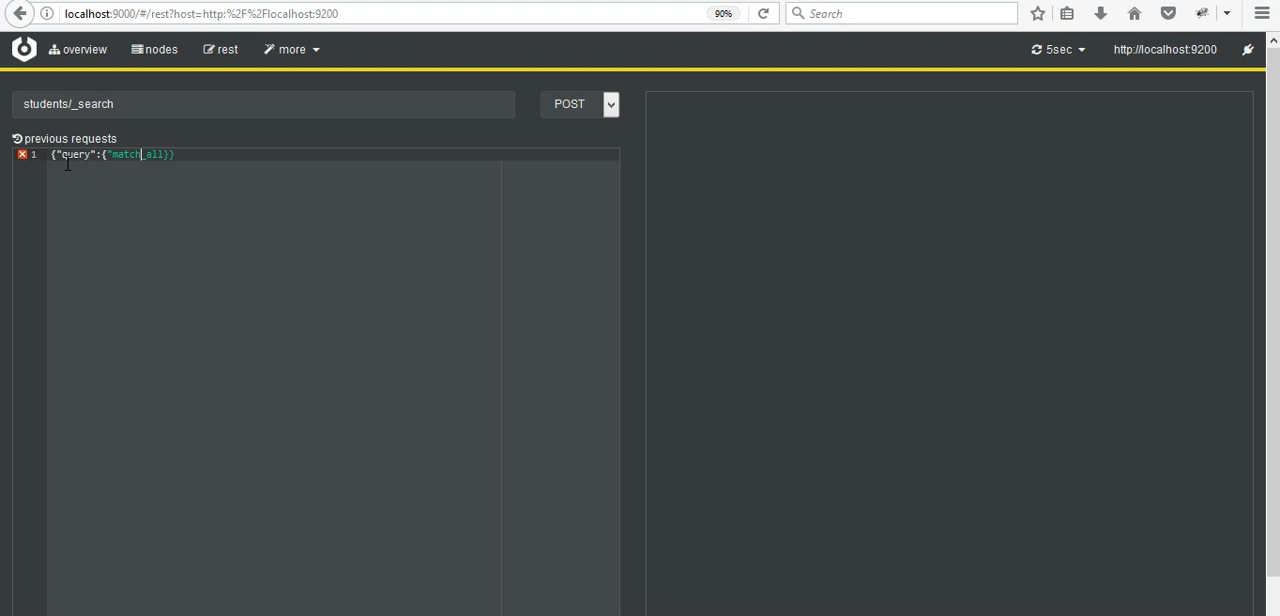 localhost:9000/#/rest?host=http:%2F%2Flocalhost:9200 90% Search
overview nodes rest more 5sec http://localhost:9200
students/_search POST
previous requests
1 {"query":{"match_all}}